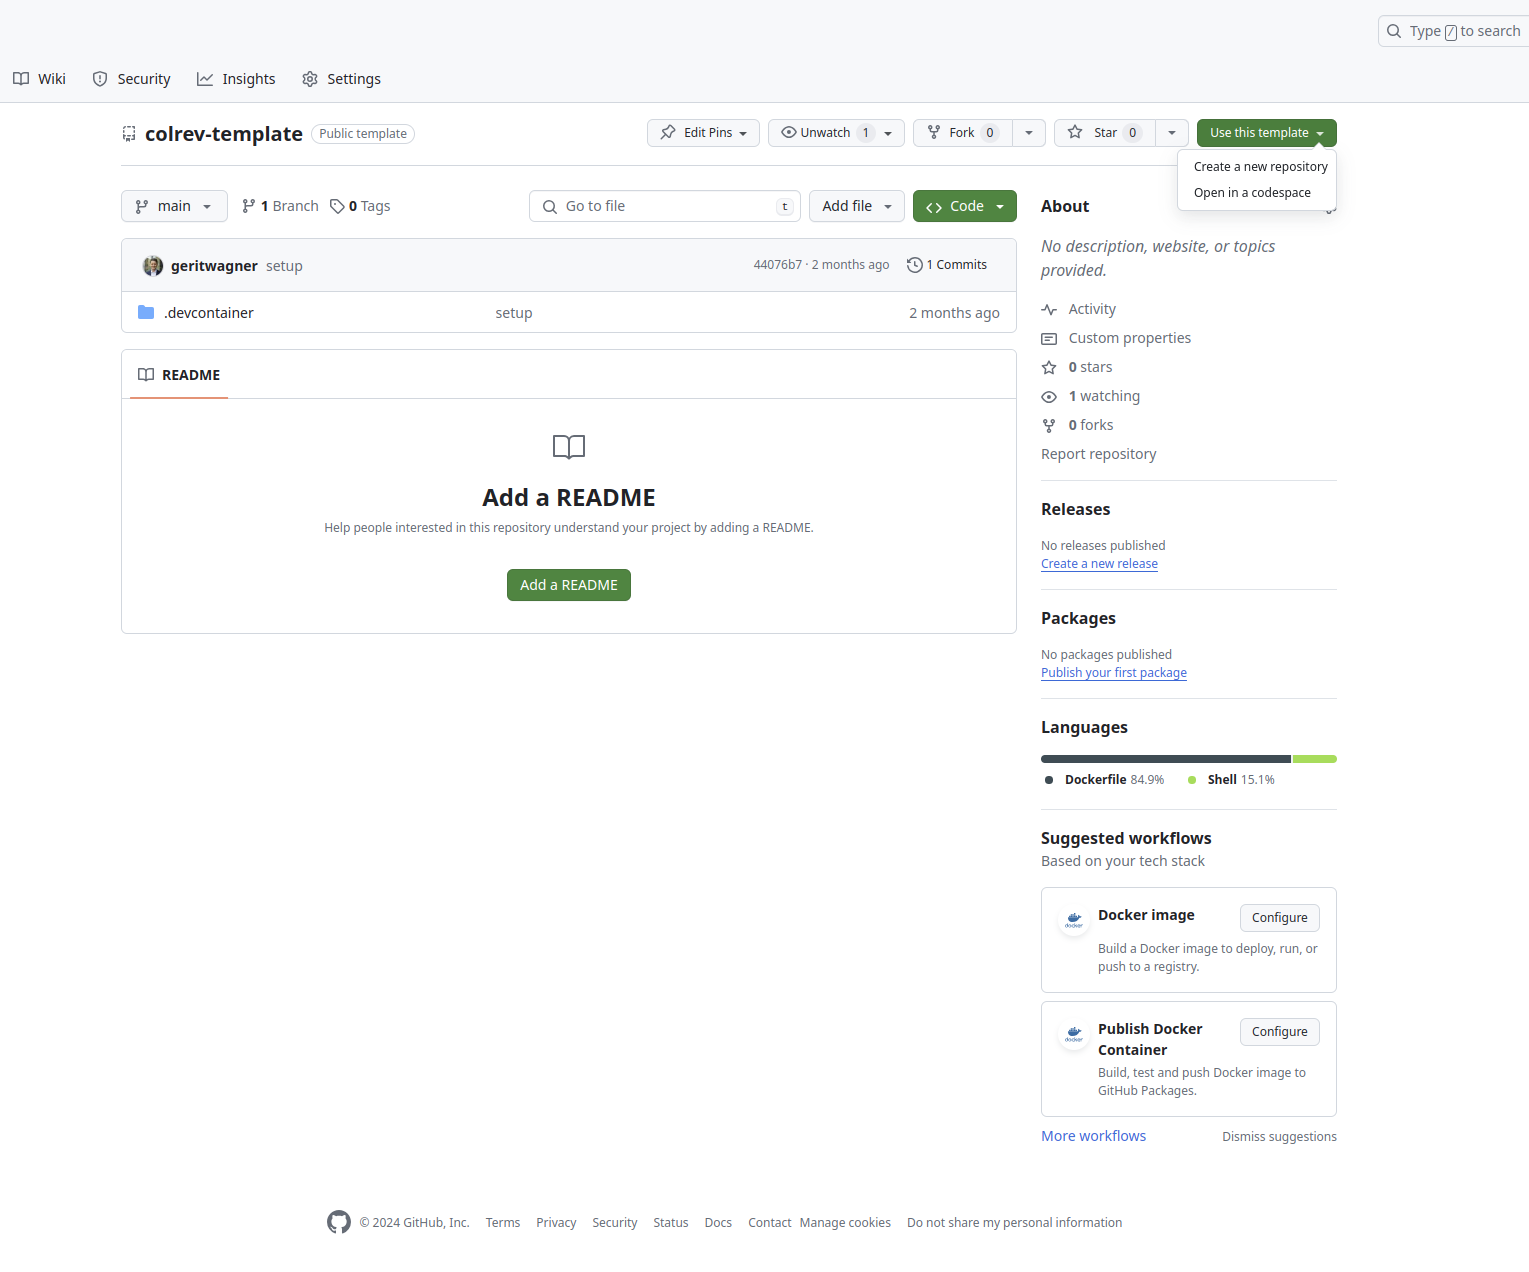 Type / to search
Wiki Security Insights Settings
colrev-template Public template Edit Pins Unwatch 1 Fork 0 Star 0 Use this template
Create a new repository
Open in a codespace
main 1 Branch 0 Tags Go to file t Add file Code
geritwagner setup 44076b7 · 2 months ago 1 Commits
.devcontainer setup 2 months ago
README
Add a README
Help people interested in this repository understand your project by adding a README.
Add a README
About
No description, website, or topics
provided.
Activity
Custom properties
0 stars
1 watching
0 forks
Report repository
Releases
No releases published
Create a new release
Packages
No packages published
Publish your first package
Languages
Dockerfile 84.9% Shell 15.1%
Suggested workflows
Based on your tech stack
docker
Docker image Configure
Build a Docker image to deploy, run, or
push to a registry.
docker
Publish Docker
Container
Configure
Build, test and push Docker image to
GitHub Packages.
More workflows Dismiss suggestions
© 2024 GitHub, Inc. Terms Privacy Security Status Docs Contact Manage cookies Do not share my personal information